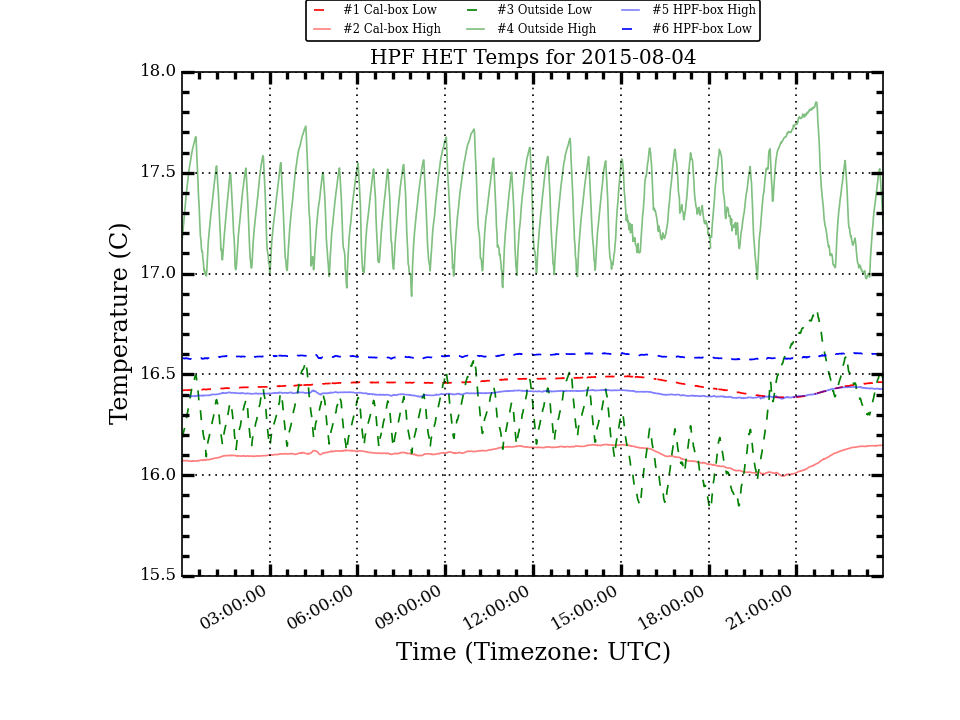 #1 Cal-box Low #3 Outside Low #5 HPF-box High
#2 Cal-box High #4 Outside High #6 HPF-box Low
HPF HET Temps for 2015-08-04
18.0
17.5
17.0
16.5
16.0
15.5
Temperature (C)
03:00:00 06:00:00 09:00:00 12:00:00 15:00:00 18:00:00 21:00:00
Time (Timezone: UTC)